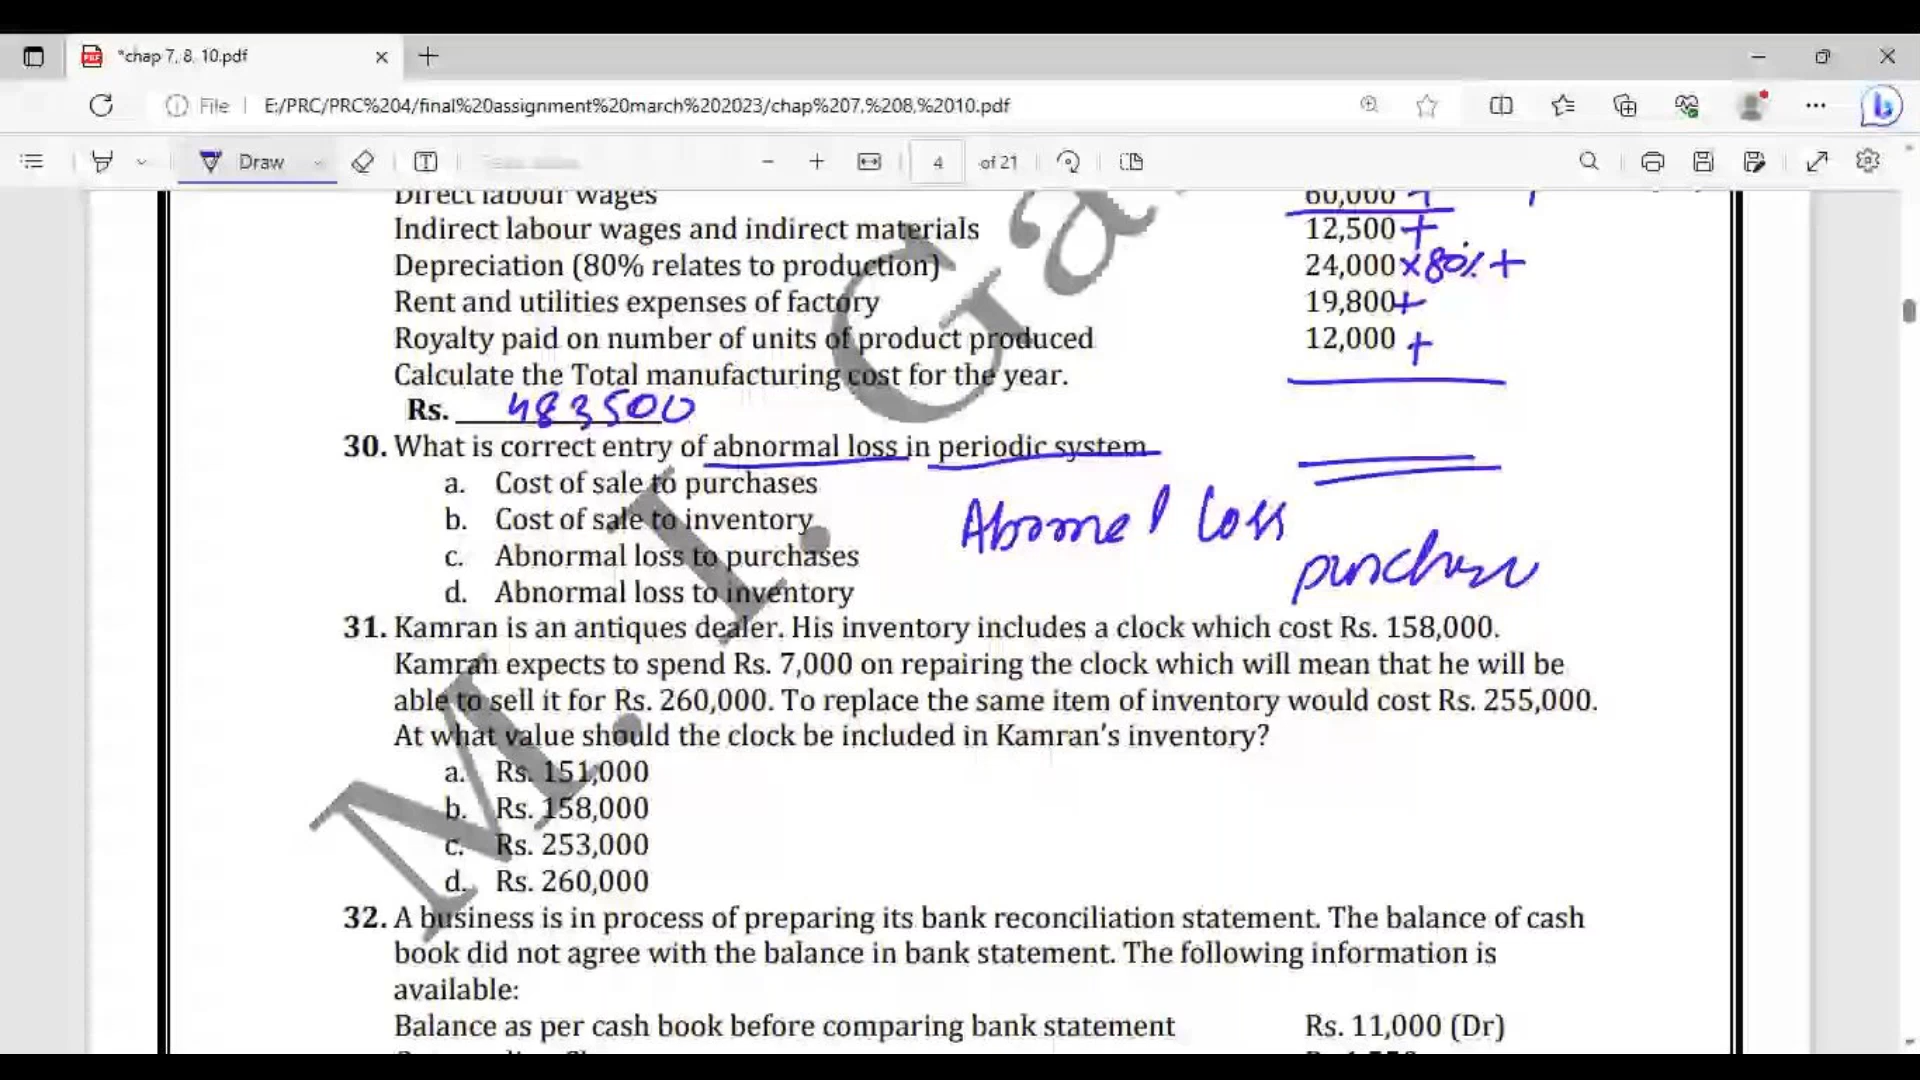 *chap 7, 8, 10.pdf
File E:/PRC/PRC%204/final%20assignment%20march%202023/chap%207,%208,%2010.pdf
Draw 4 of 21
Direct labour wages 60,000 +
Indirect labour wages and indirect materials 12,500 +
Depreciation (80% relates to production) 24,000 ×80% +
Rent and utilities expenses of factory 19,800 +
Royalty paid on number of units of product produced 12,000 +
Calculate the Total manufacturing cost for the year.
Rs. 483500
30. What is correct entry of abnormal loss in periodic system
a. Cost of sale to purchases
b. Cost of sale to inventory
c. Abnormal loss to purchases
d. Abnormal loss to inventory
Abormel loss
purchase
31. Kamran is an antiques dealer. His inventory includes a clock which cost Rs. 158,000.
Kamran expects to spend Rs. 7,000 on repairing the clock which will mean that he will be
able to sell it for Rs. 260,000. To replace the same item of inventory would cost Rs. 255,000.
At what value should the clock be included in Kamran's inventory?
a. Rs. 151,000
b. Rs. 158,000
c. Rs. 253,000
d. Rs. 260,000
32. A business is in process of preparing its bank reconciliation statement. The balance of cash
book did not agree with the balance in bank statement. The following information is
available:
Balance as per cash book before comparing bank statement Rs. 11,000 (Dr)
M. I. Ga